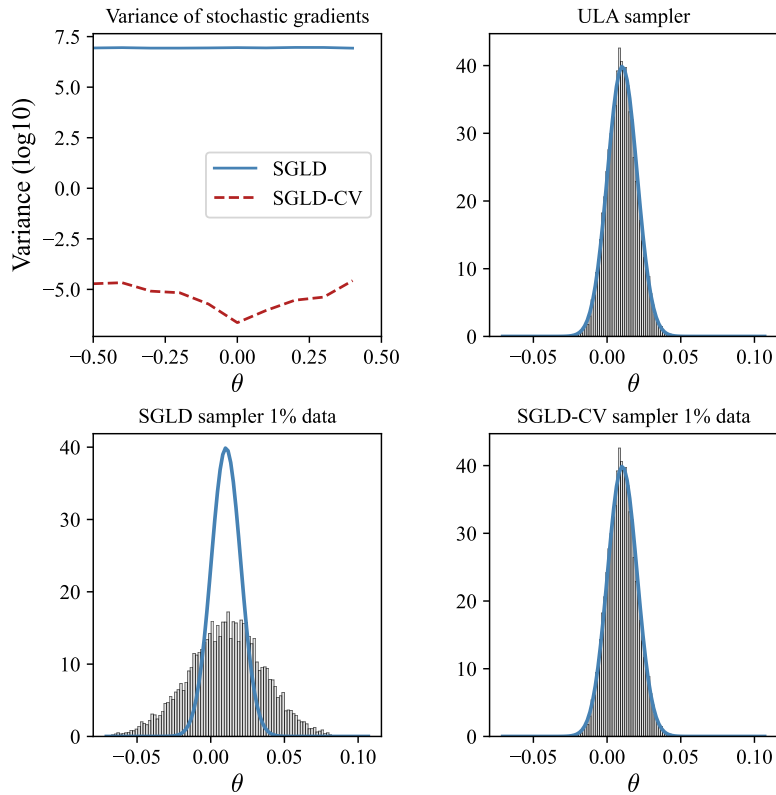 Variance of stochastic gradients
Variance (log10)
7.5
5.0
2.5
0.0
−2.5
−5.0
SGLD
SGLD-CV
−0.50 −0.25 0.00 0.25 0.50
θ
ULA sampler
40
30
20
10
0
−0.05 0.00 0.05 0.10
θ
SGLD sampler 1% data
40
30
20
10
0
−0.05 0.00 0.05 0.10
θ
SGLD-CV sampler 1% data
40
30
20
10
0
−0.05 0.00 0.05 0.10
θ